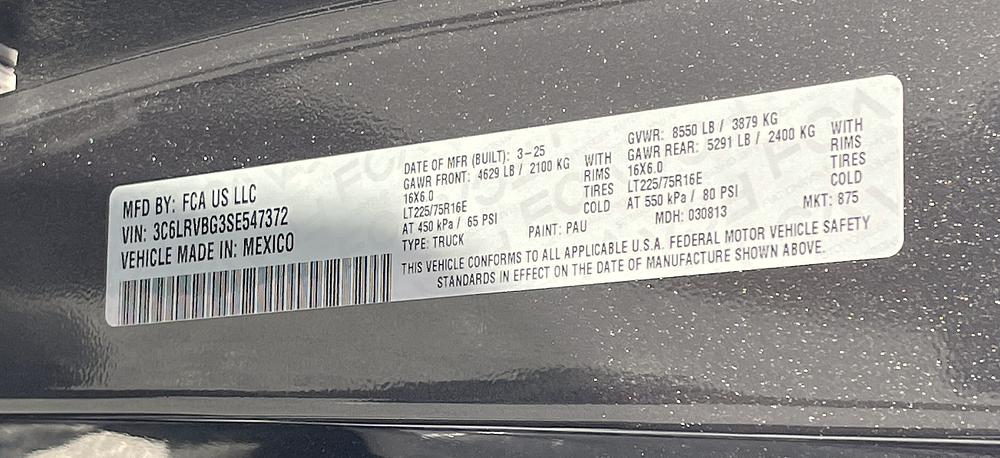 MFD BY: FCA US LLC
VIN: 3C6LRVBG3SE547372
VEHICLE MADE IN: MEXICO
DATE OF MFR (BUILT): 3-25
GAWR FRONT: 4629 LB / 2100 KG WITH
16X6.0 RIMS
LT225/75R16E TIRES
AT 450 kPa / 65 PSI COLD
TYPE: TRUCK
PAINT: PAU
GVWR: 8550 LB / 3879 KG
GAWR REAR: 5291 LB / 2400 KG WITH
16X6.0 RIMS
LT225/75R16E TIRES
AT 550 kPa / 80 PSI COLD
MDH: 030813
MKT: 875
THIS VEHICLE CONFORMS TO ALL APPLICABLE U.S.A. FEDERAL MOTOR VEHICLE SAFETY
STANDARDS IN EFFECT ON THE DATE OF MANUFACTURE SHOWN ABOVE.